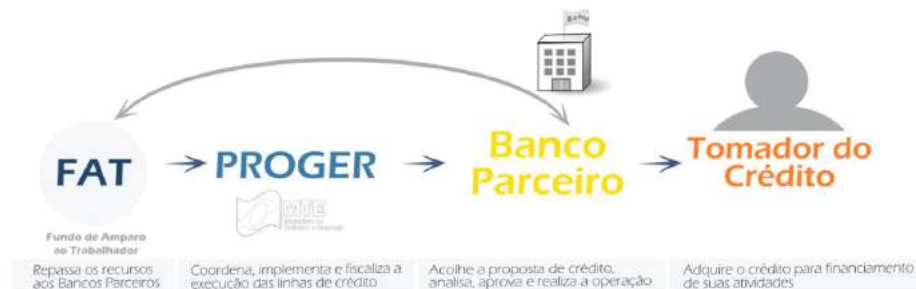 Banco
FAT
PROGER
Banco
Parceiro
Tomador do
Crédito
MTE
Fundo de Amparo
ao Trabalhador
Repassa os recursos
aos Bancos Parceiros
Coordena, implementa e fiscaliza a
execução das linhas de crédito
Acolhe a proposta de crédito,
analisa, aprova e realiza a operação
Adquire o crédito para financiamento
de suas atividades